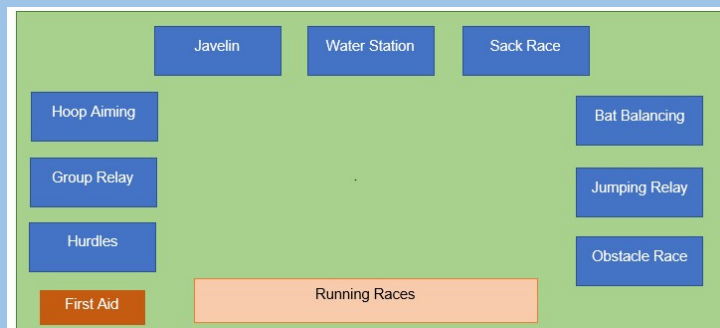 Javelin
Water Station
Sack Race
Hoop Aiming
Bat Balancing
Group Relay
Jumping Relay
Hurdles
Obstacle Race
First Aid
Running Races